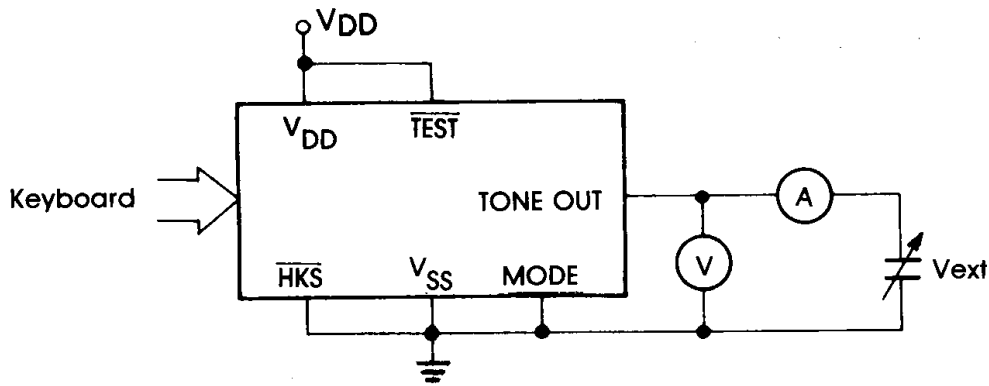 VDD
VDD
TEST
Keyboard
TONE OUT
A
V
Vext
HKS
VSS
MODE